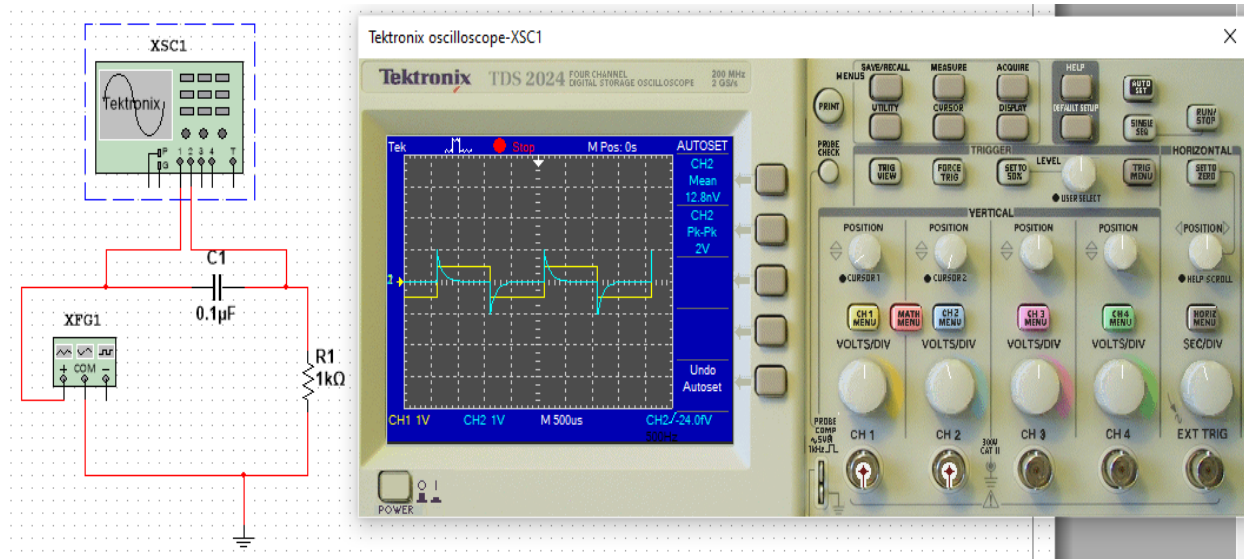 XSC1
Tektronix
P
G
1 2 3 4
T
C1
0.1µF
XFG1
+ COM −
R1
1kΩ
Tektronix oscilloscope-XSC1
Tektronix TDS 2024 FOUR CHANNEL DIGITAL STORAGE OSCILLOSCOPE 200 MHz 2 GS/s
Tek Stop M Pos: 0s AUTOSET
CH2
Mean
12.8nV
CH2
Pk-Pk
2V
Undo
Autoset
2
CH1 1V CH2 1V M 500us CH2 -24.0fV
500Hz
POWER
O I
MENUS
SAVE/RECALL MEASURE ACQUIRE HELP
AUTO SET
PRINT
UTILITY CURSOR DISPLAY DEFAULT SETUP
SINGLE SEQ
RUN/STOP
PROBE CHECK
TRIGGER
HORIZONTAL
TRIG VIEW
FORCE TRIG
SET TO 50%
LEVEL
USER SELECT
TRIG MENU
SET TO ZERO
VERTICAL
POSITION POSITION POSITION POSITION POSITION
CURSOR 1 CURSOR 2 HELP SCROLL
CH 1 MENU
MATH MENU
CH 2 MENU
CH 3 MENU
CH 4 MENU
HORIZ MENU
VOLTS/DIV VOLTS/DIV VOLTS/DIV VOLTS/DIV SEC/DIV
PROBE COMP
~5V
1kHz
CH 1 CH 2 CH 3 CH 4 EXT TRIG
300V
CAT II